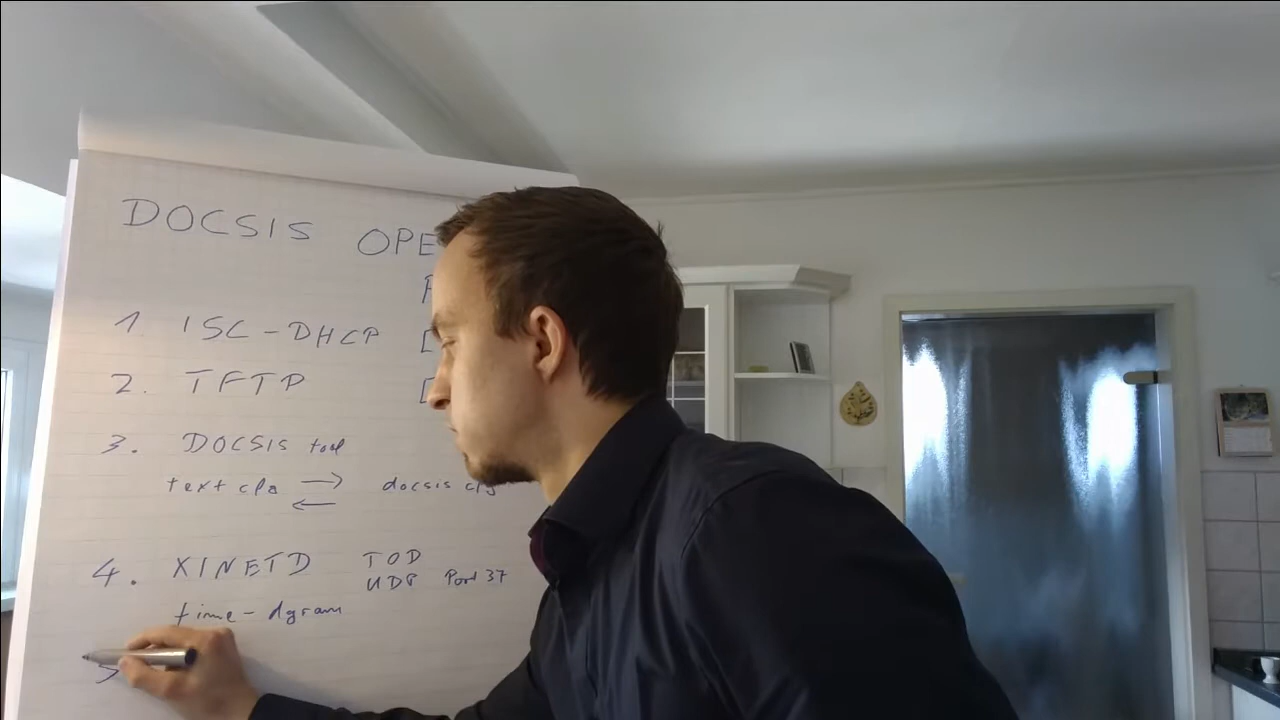 DOCSIS OPE
1 ISC-DHCP [
2. TFTP [
3. DOCSIS tool
text cfg docsis cfg
4. XINETD TOD
UDP Port 37
time-dgram
5